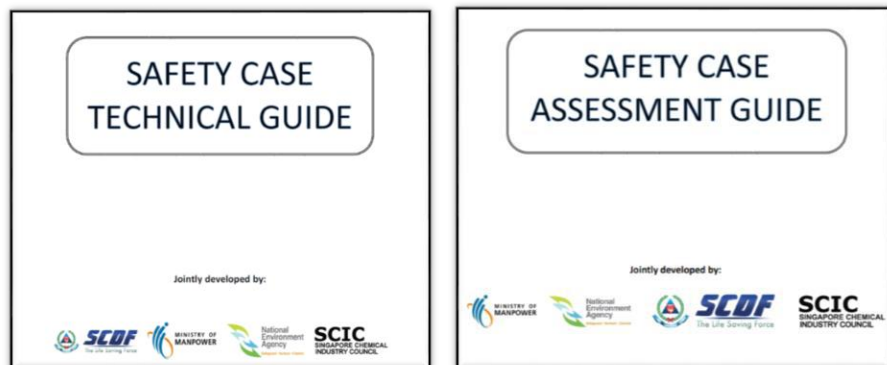 SAFETY CASE
TECHNICAL GUIDE
Jointly developed by:
SCDF
The Life Saving Force
MINISTRY OF
MANPOWER
National
Environment
Agency
SCIC
SINGAPORE CHEMICAL
INDUSTRY COUNCIL
SAFETY CASE
ASSESSMENT GUIDE
Jointly developed by:
MINISTRY OF
MANPOWER
National
Environment
Agency
SCDF
The Life Saving Force
SCIC
SINGAPORE CHEMICAL
INDUSTRY COUNCIL